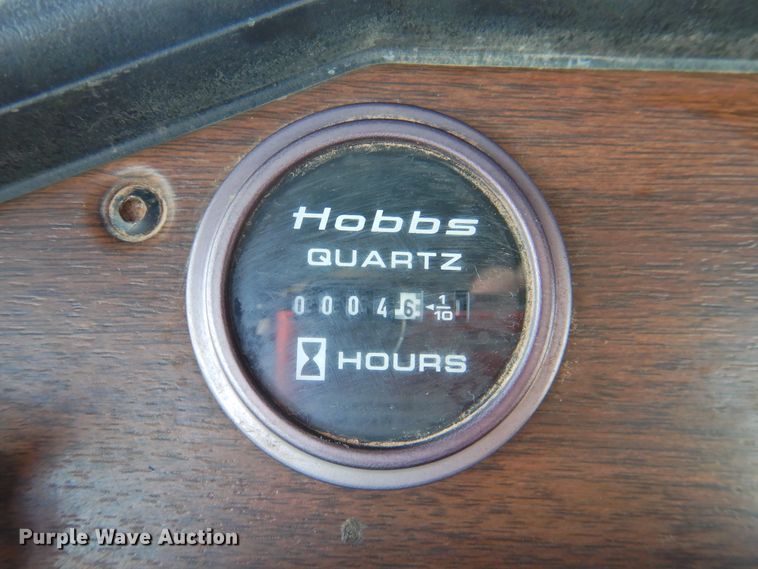 Hobbs
QUARTZ
00046 ◄1/10
HOURS
Purple Wave Auction